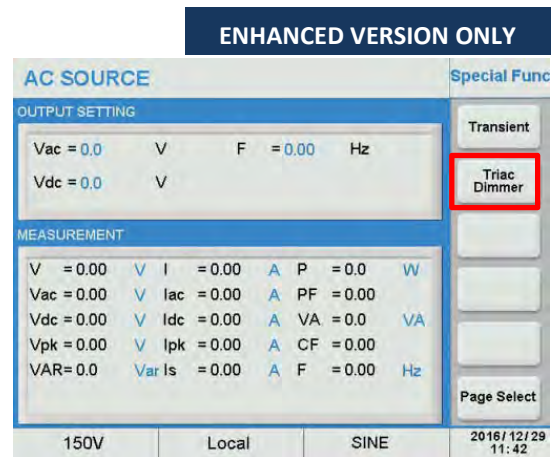 ENHANCED VERSION ONLY
AC SOURCE
Special Func
OUTPUT SETTING
Vac = 0.0 V F = 0.00 Hz
Vdc = 0.0 V
Transient
Triac
Dimmer
MEASUREMENT
V = 0.00 V I = 0.00 A P = 0.0 W
Vac = 0.00 V Iac = 0.00 A PF = 0.00
Vdc = 0.00 V Idc = 0.00 A VA = 0.0 VA
Vpk = 0.00 V Ipk = 0.00 A CF = 0.00
VAR= 0.0 Var Is = 0.00 A F = 0.00 Hz
Page Select
150V Local SINE
2016/12/29
11:42